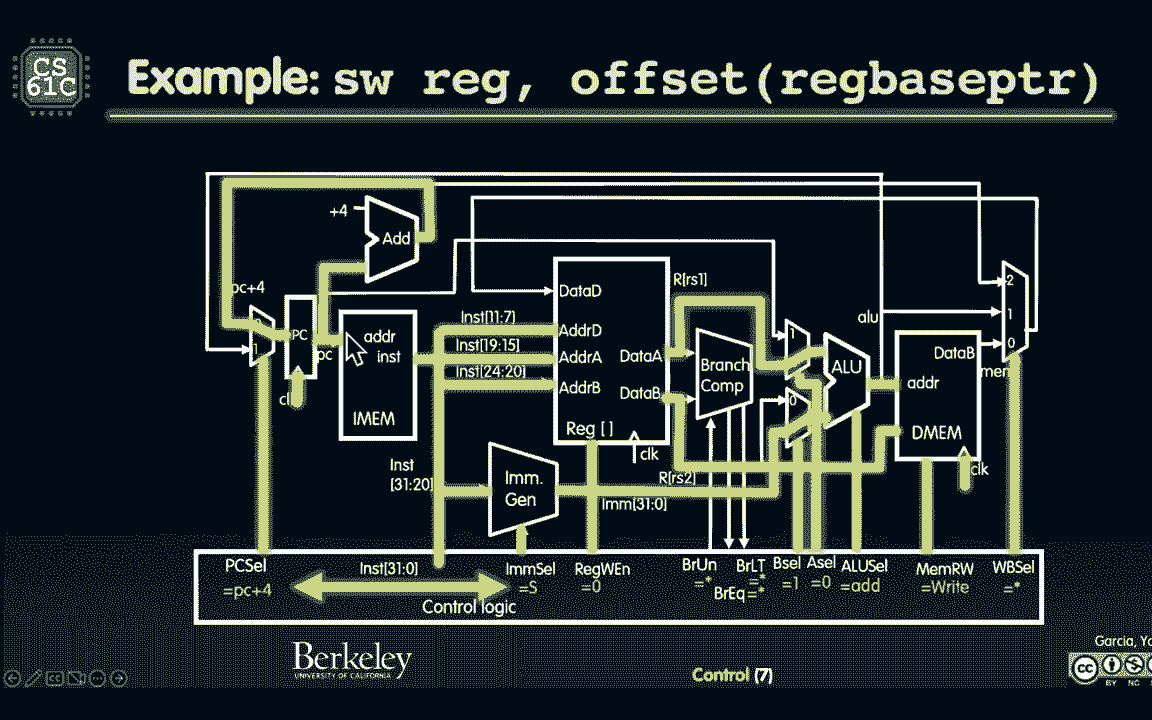 CS
61C
Example: sw reg, offset(regbaseptr)
+4
Add
pc+4
1
PC
pc
addr
inst
IMEM
Inst[11:7]
Inst[19:15]
Inst[24:20]
Inst
[31:20]
DataD
AddrD
AddrA
AddrB
DataA
DataB
Reg [ ]
clk
Imm.
Gen
Imm[31:0]
R[rs1]
R[rs2]
Branch
Comp
1
0
ALU
alu
DataB
addr
DMEM
clk
2
1
0
PCSel
=pc+4
Inst[31:0]
Control logic
ImmSel
=S
RegWEn
=0
BrUn
=*
BrLT
=*
BrEq=*
Bsel
=1
Asel
=0
ALUSel
=add
MemRW
=Write
WBSel
=*
Berkeley
UNIVERSITY OF CALIFORNIA
Control (7)
Garcia,
cc
BY NC